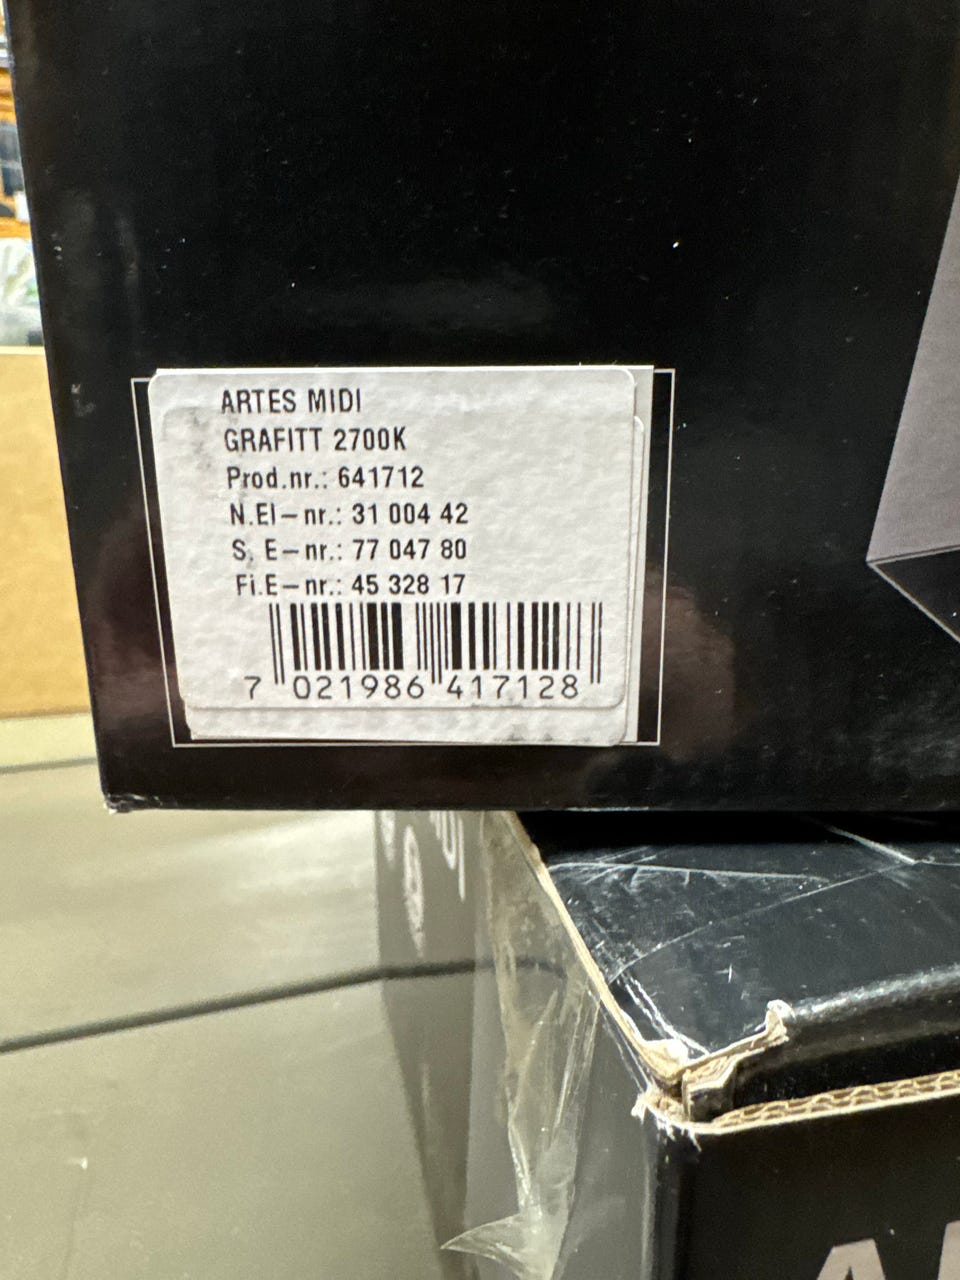 ARTES MIDI
GRAFITT 2700K
Prod.nr.: 641712
N.El-nr.: 31 004 42
S. E-nr.: 77 047 80
Fi.E-nr.: 45 328 17
7 021986 417128